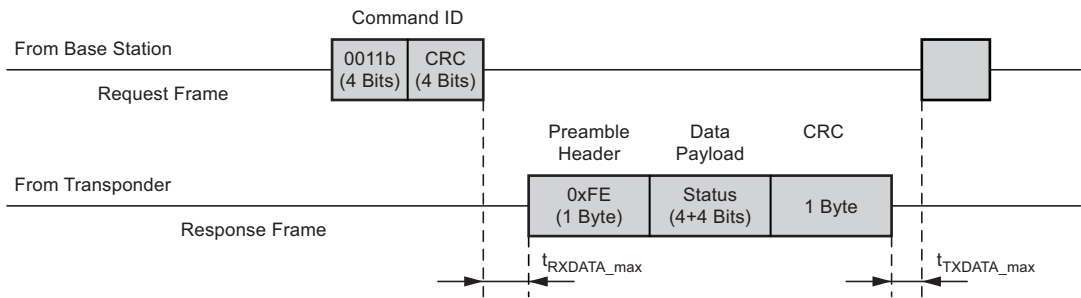 Command ID
From Base Station
0011b
(4 Bits)
CRC
(4 Bits)
Request Frame
Preamble
Header
Data
Payload
CRC
From Transponder
0xFE
(1 Byte)
Status
(4+4 Bits)
1 Byte
Response Frame
tRXDATA_max
tTXDATA_max